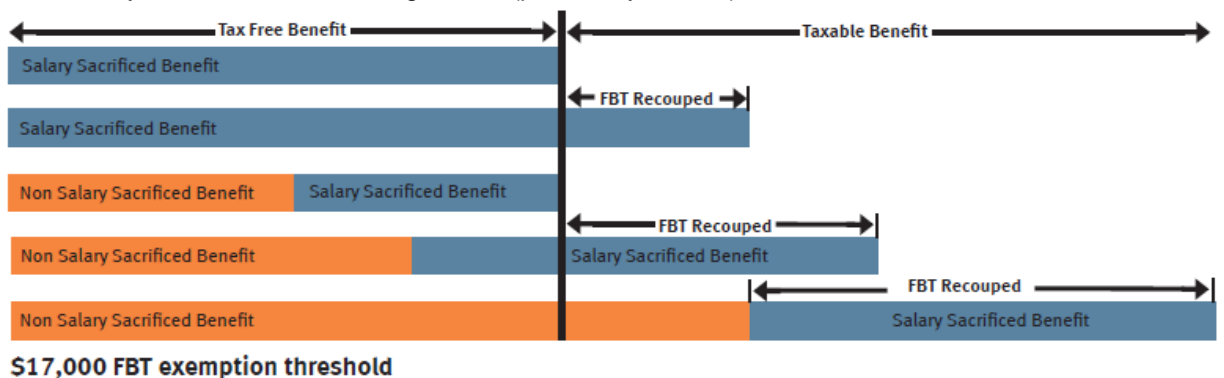 Tax Free Benefit
Taxable Benefit
Salary Sacrificed Benefit
FBT Recouped
Salary Sacrificed Benefit
Non Salary Sacrificed Benefit
Salary Sacrificed Benefit
FBT Recouped
Non Salary Sacrificed Benefit
Salary Sacrificed Benefit
FBT Recouped
Non Salary Sacrificed Benefit
Salary Sacrificed Benefit
$17,000 FBT exemption threshold